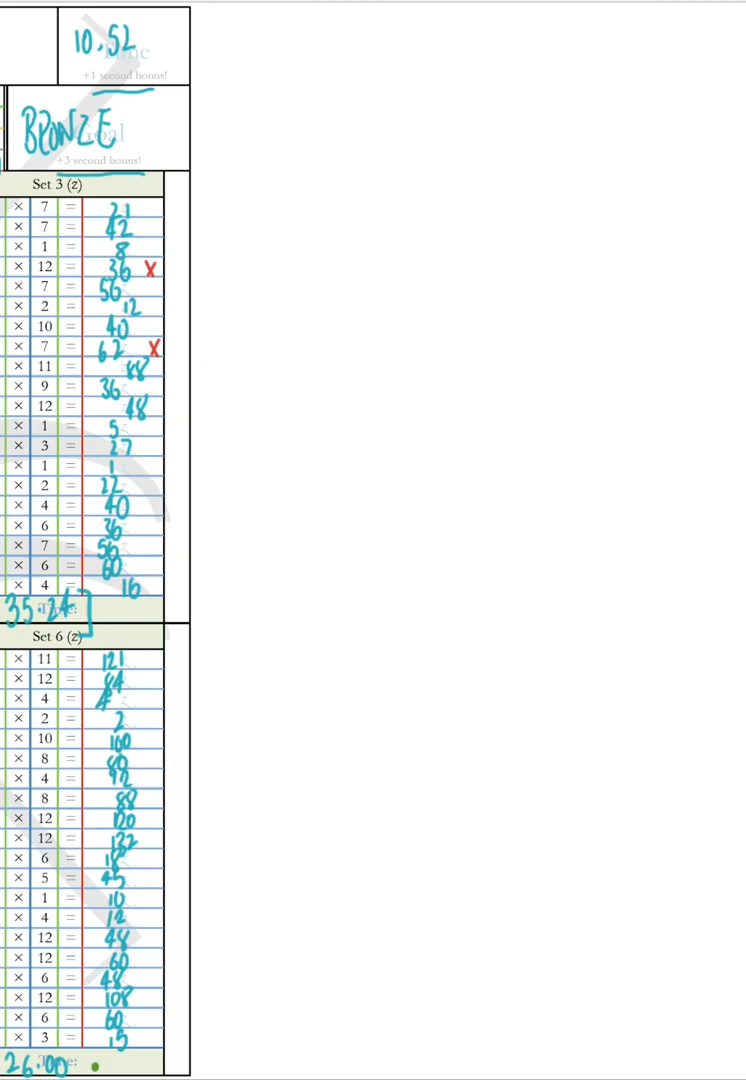 10.52
Time
+1 second bonus!
BRONZE
Goal
+3 second bonus!
Set 3 (z)
× 7 = 21
× 7 = 42
× 1 = 8
× 12 = 36 X
× 7 = 56
× 2 = 12
× 10 = 40
× 7 = 62 X
× 11 = 88
× 9 = 36
× 12 = 48
× 1 = 5
× 3 = 27
× 1 = 1
× 2 = 22
× 4 = 40
× 6 = 36
× 7 = 56
× 6 = 60
× 4 = 16
35.24] Time:
Set 6 (z)
× 11 = 121
× 12 = 84
× 4 = 4
× 2 = 2
× 10 = 100
× 8 = 80
× 4 =
× 8 = 88
× 12 = 120
× 12 = 132
× 6 = 18
× 5 = 45
× 1 = 10
× 4 = 12
× 12 = 48
× 12 = 60
× 6 = 48
× 12 = 108
× 6 = 60
× 3 = 15
26.00 Time: